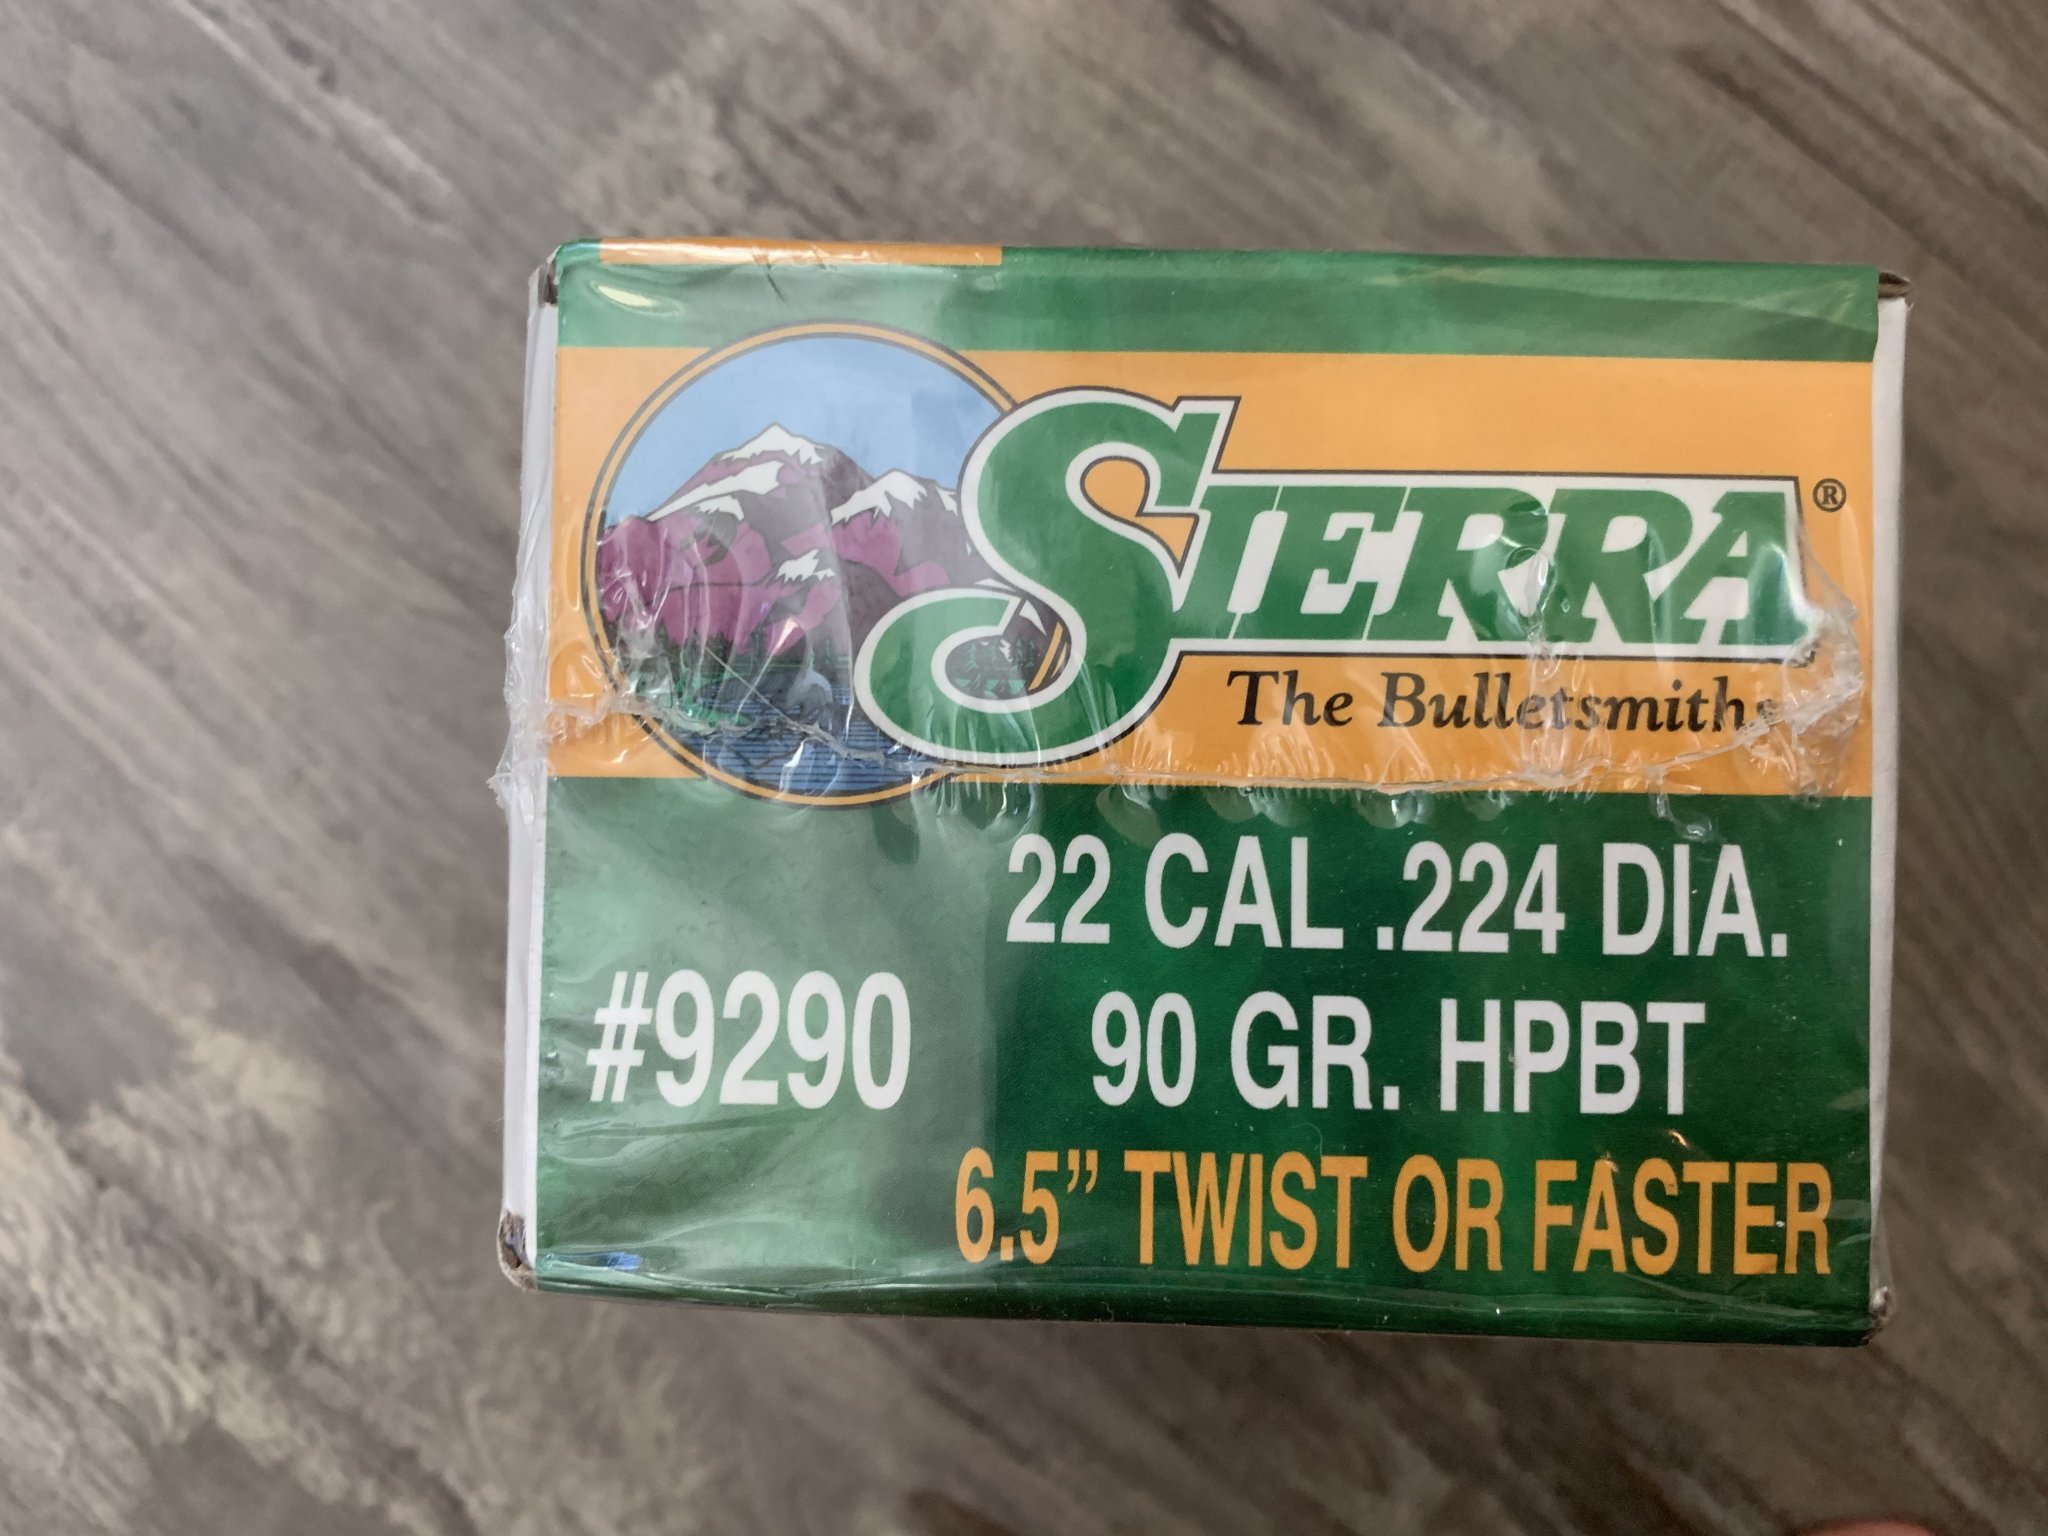 SIERRA®
The Bulletsmiths
22 CAL .224 DIA.
#9290
90 GR. HPBT
6.5” TWIST OR FASTER